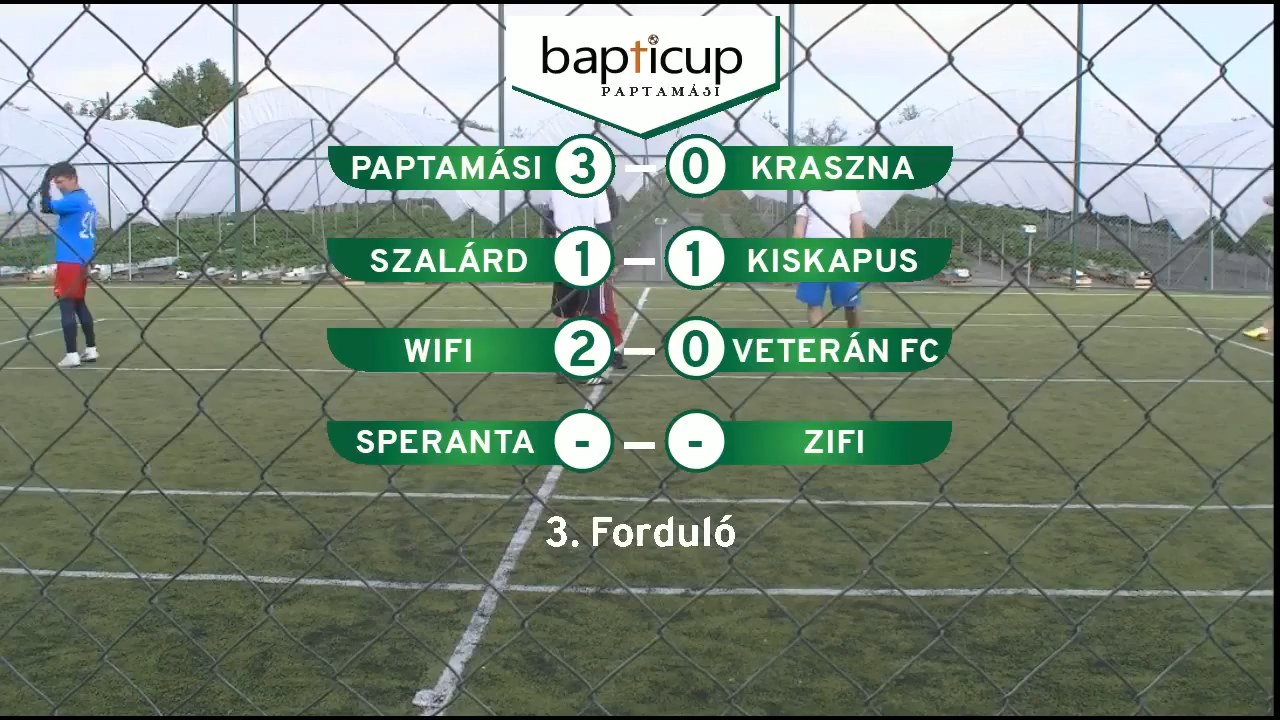 bapticup
PAPTAMÁSI
PAPTAMÁSI 3 – 0 KRASZNA
SZALÁRD 1 – 1 KISKAPUS
WIFI 2 – 0 VETERÁN FC
SPERANTA - – - ZIFI
3. Forduló